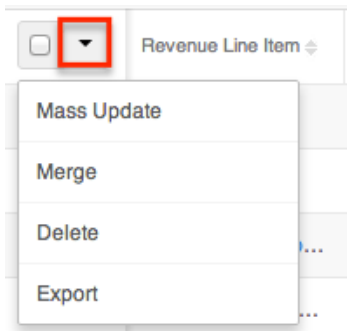 Revenue Line Item
Mass Update
Merge
Delete
Export